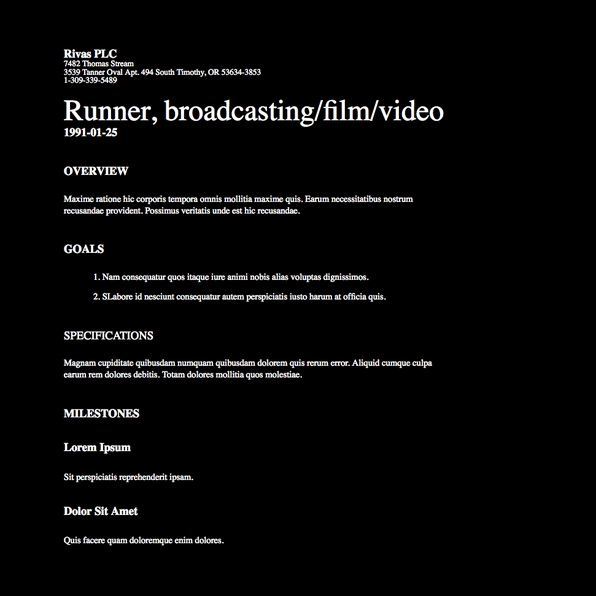 Rivas PLC
7482 Thomas Stream
3539 Tanner Oval Apt. 494 South Timothy, OR 53634-3853
1-309-339-5489
Runner, broadcasting/film/video
1991-01-25
OVERVIEW
Maxime ratione hic corporis tempora omnis mollitia maxime quis. Earum necessitatibus nostrum
recusandae provident. Possimus veritatis unde est hic recusandae.
GOALS
1. Nam consequatur quos itaque iure animi nobis alias voluptas dignissimos.
2. SLabore id nesciunt consequatur autem perspiciatis iusto harum at officia quis.
SPECIFICATIONS
Magnam cupiditate quibusdam numquam quibusdam dolorem quis rerum error. Aliquid cumque culpa
earum rem dolores debitis. Totam dolores mollitia quos molestiae.
MILESTONES
Lorem Ipsum
Sit perspiciatis reprehenderit ipsam.
Dolor Sit Amet
Quis facere quam doloremque enim dolores.